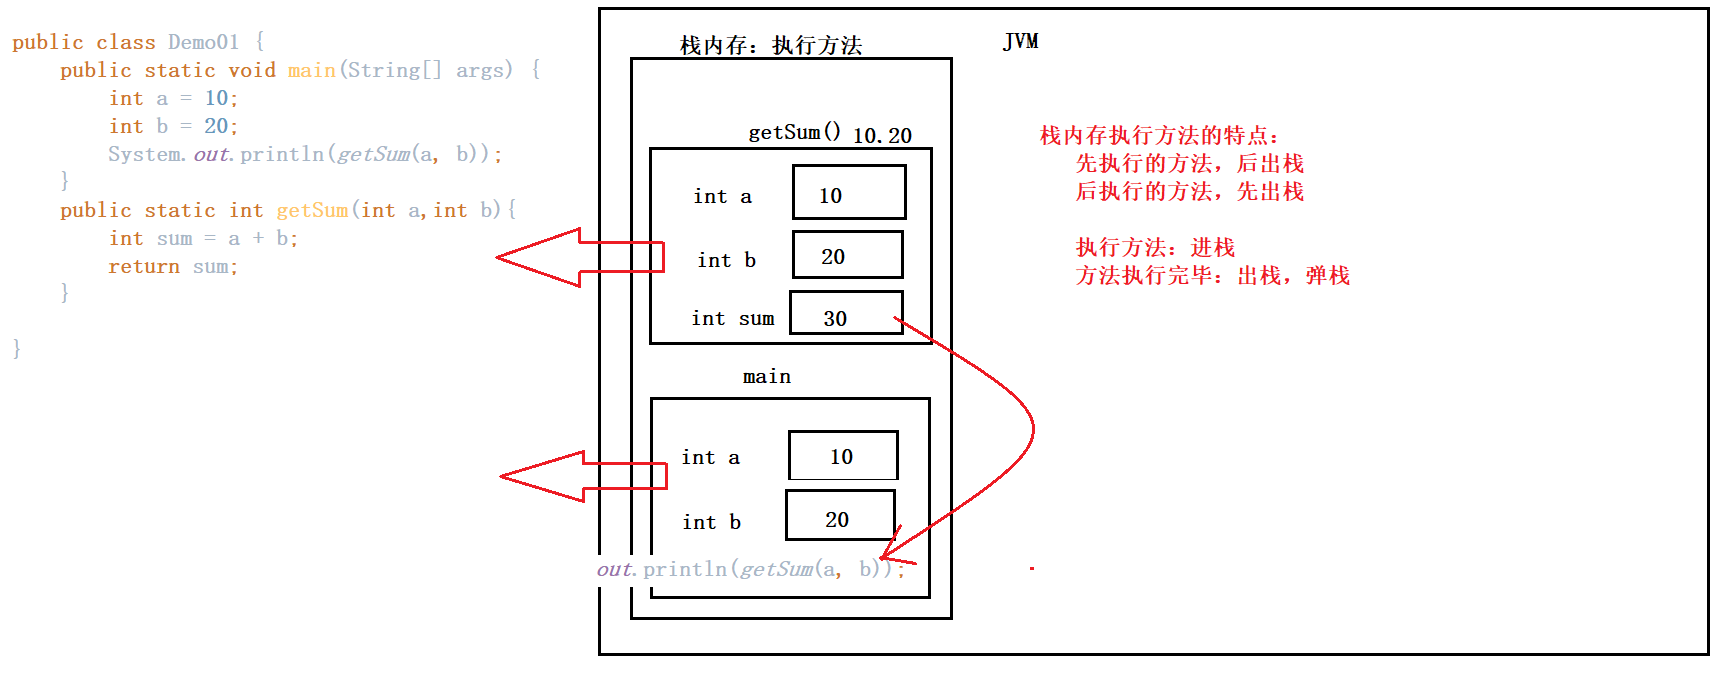 public class Demo01 {
    public static void main(String[] args) {
        int a = 10;
        int b = 20;
        System.out.println(getSum(a, b));
    }
    public static int getSum(int a,int b){
        int sum = a + b;
        return sum;
    }
}
栈内存：执行方法
JVM
getSum() 10,20
int a 10
int b 20
int sum 30
main
int a 10
int b 20
out.println(getSum(a, b));
栈内存执行方法的特点：
先执行的方法，后出栈
后执行的方法，先出栈
执行方法：进栈
方法执行完毕：出栈，弹栈